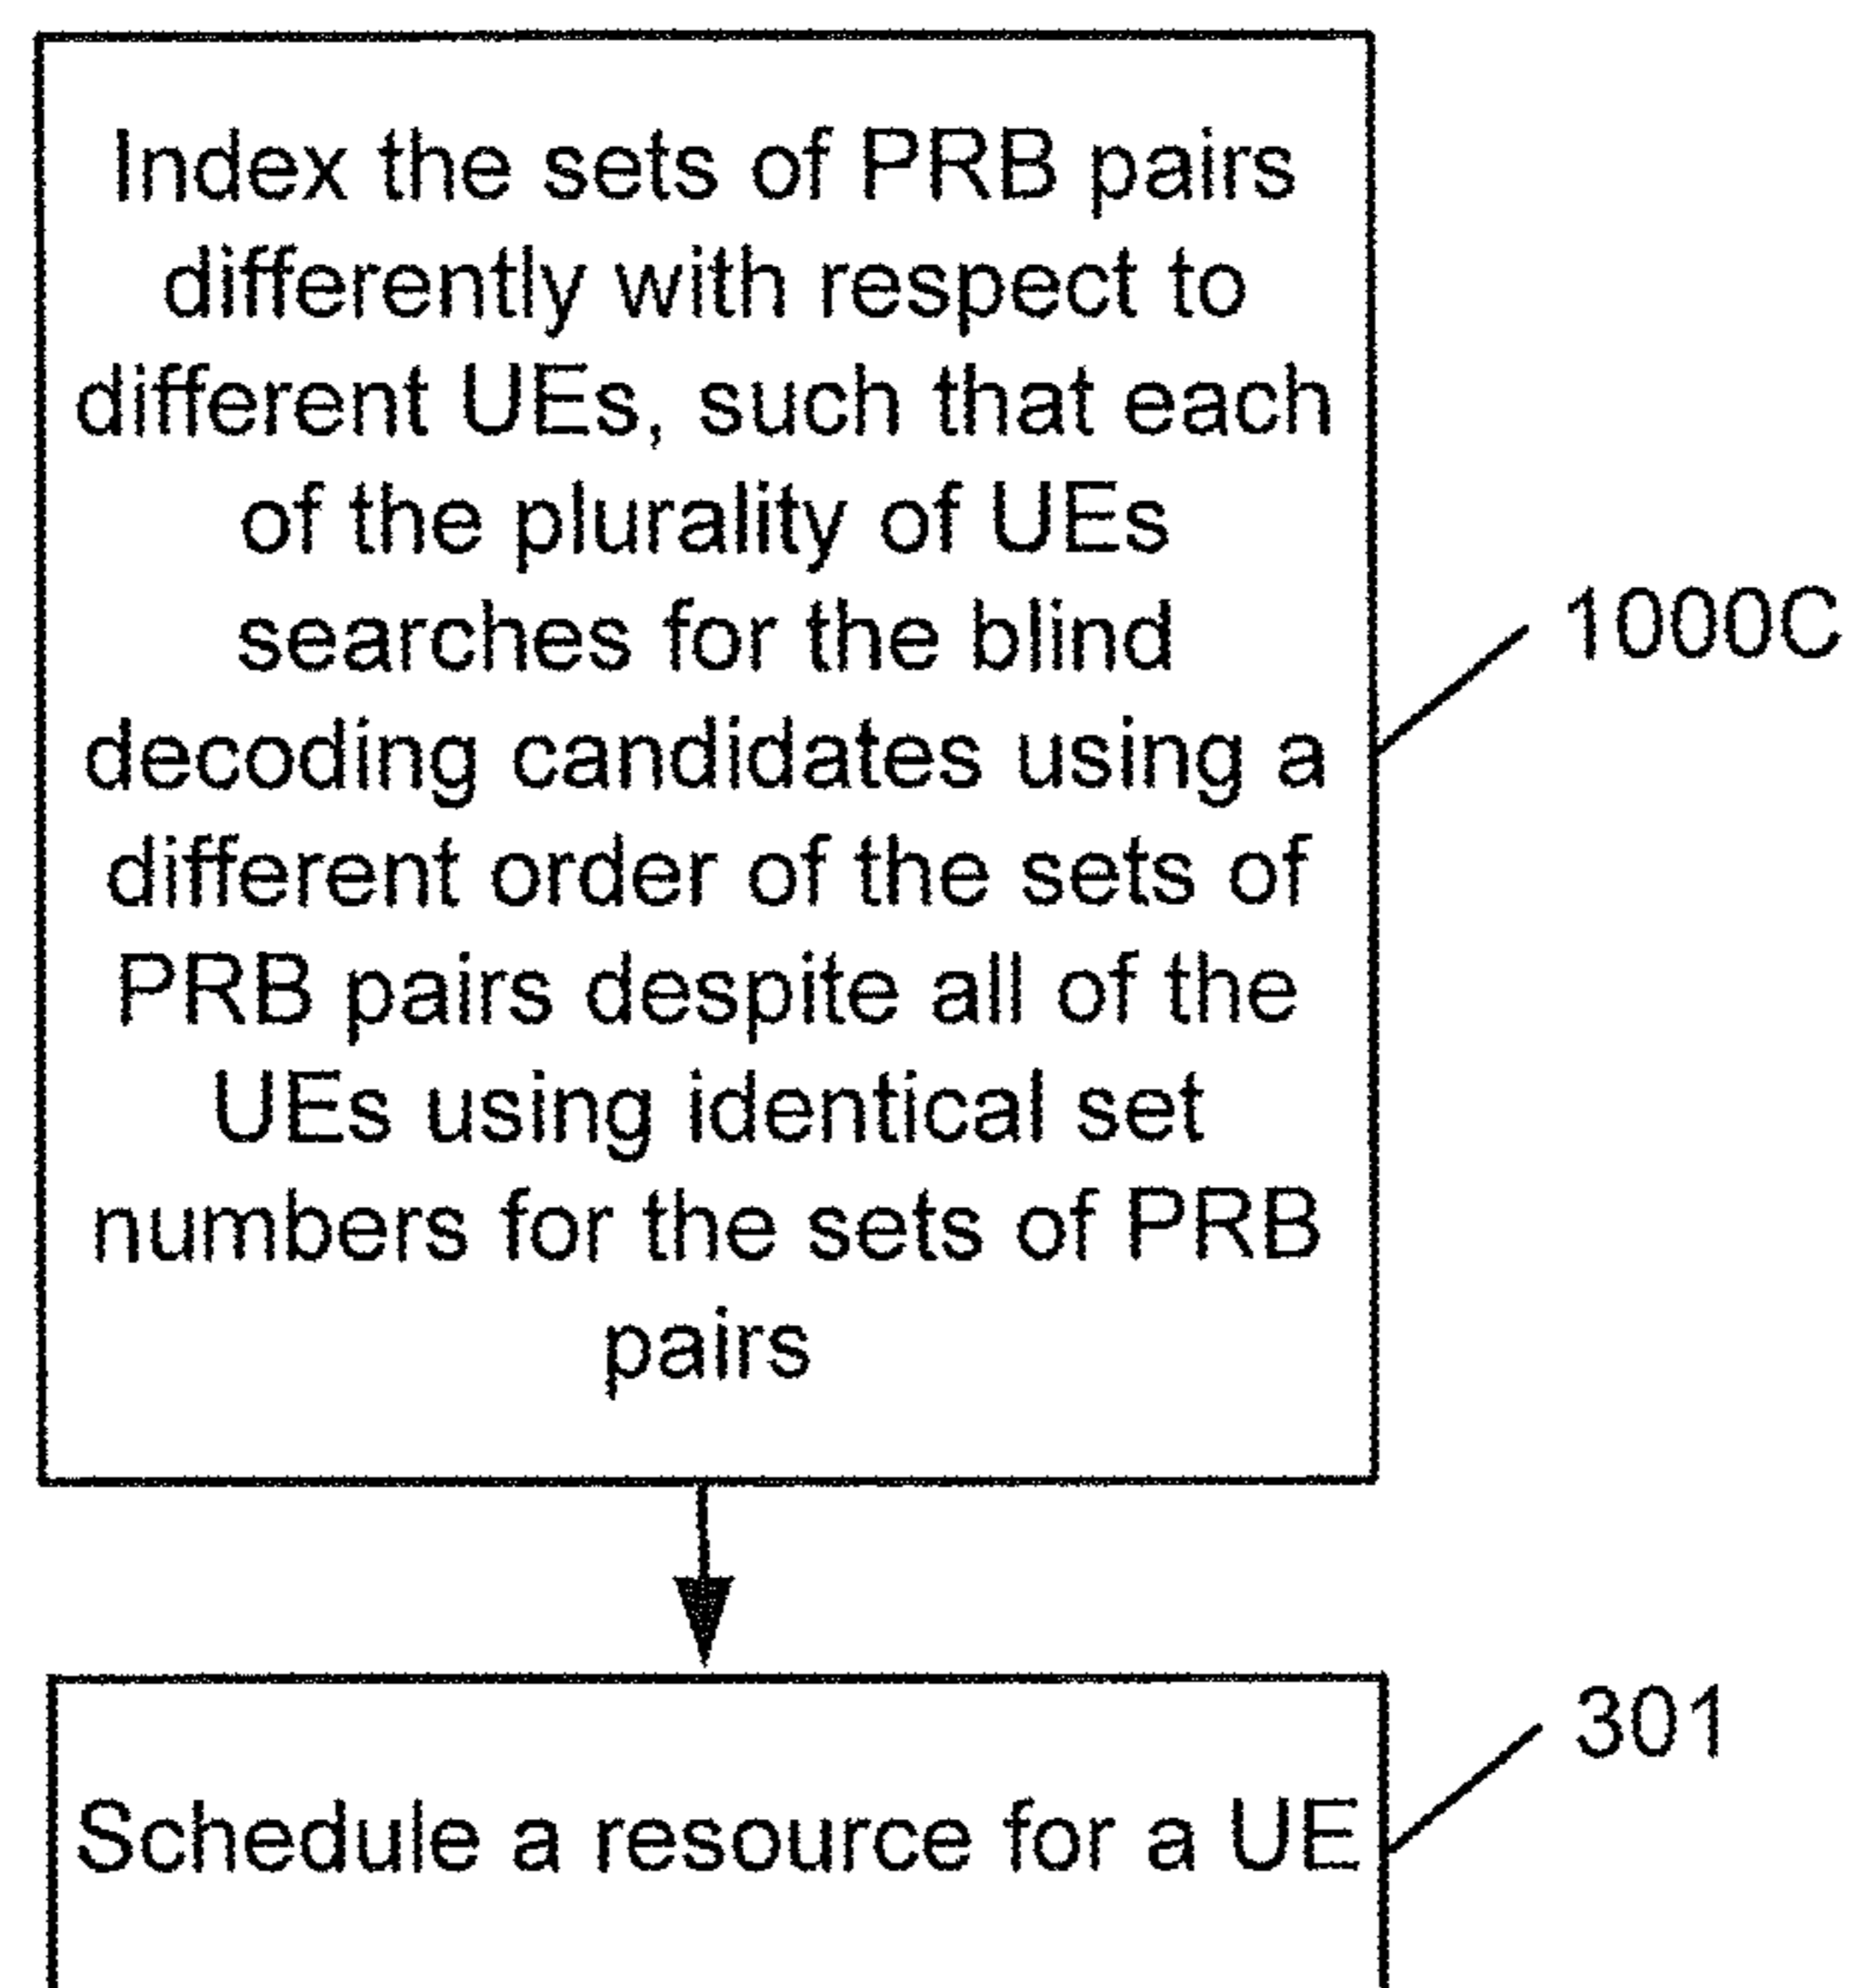 Index the sets of PRB pairs
differently with respect to
different UEs, such that each
of the plurality of UEs
searches for the blind
decoding candidates using a
different order of the sets of
PRB pairs despite all of the
UEs using identical set
numbers for the sets of PRB
pairs
1000C
301
Schedule a resource for a UE